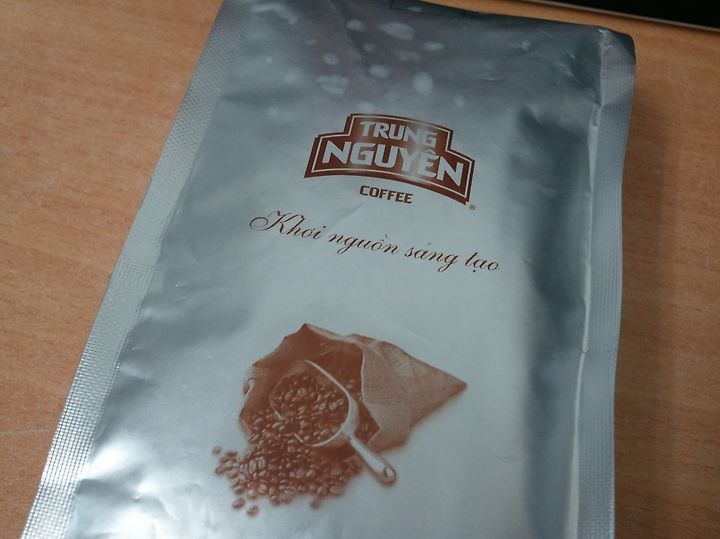 TRUNG
NGUYÊN
COFFEE
Khơi nguồn sáng tạo